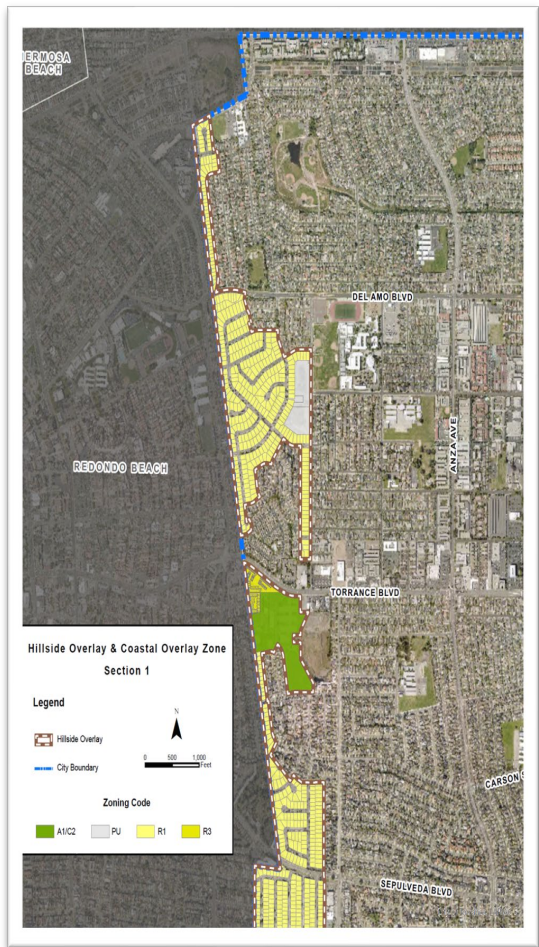 HERMOSA
BEACH
DEL AMO BLVD
ANZA AVE
REDONDO BEACH
TORRANCE BLVD
Hillside Overlay & Coastal Overlay Zone
Section 1
Legend
Hillside Overlay
City Boundary
N
0 500 1,000
Feet
Zoning Code
A1/C2 PU R1 R3
CARSON S
SEPULVEDA BLVD